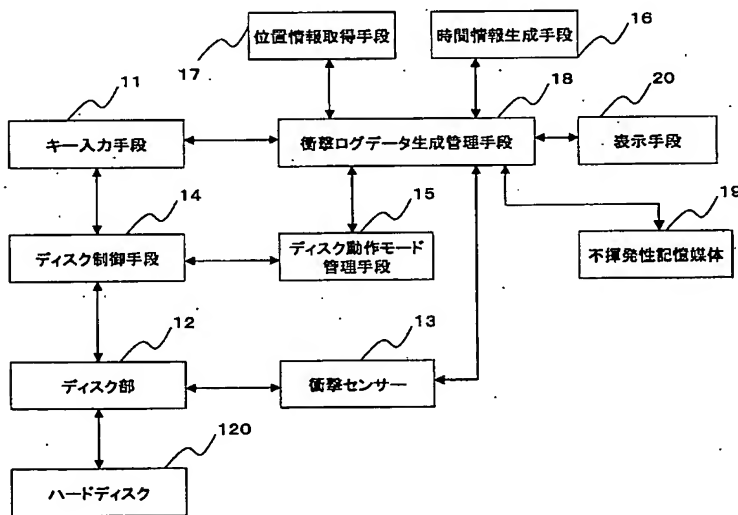 17
位置情報取得手段
時間情報生成手段
16
11
キー入力手段
18
衝撃ログデータ生成管理手段
20
表示手段
14
ディスク制御手段
15
ディスク動作モード
管理手段
19
不揮発性記憶媒体
12
ディスク部
13
衝撃センサー
120
ハードディスク